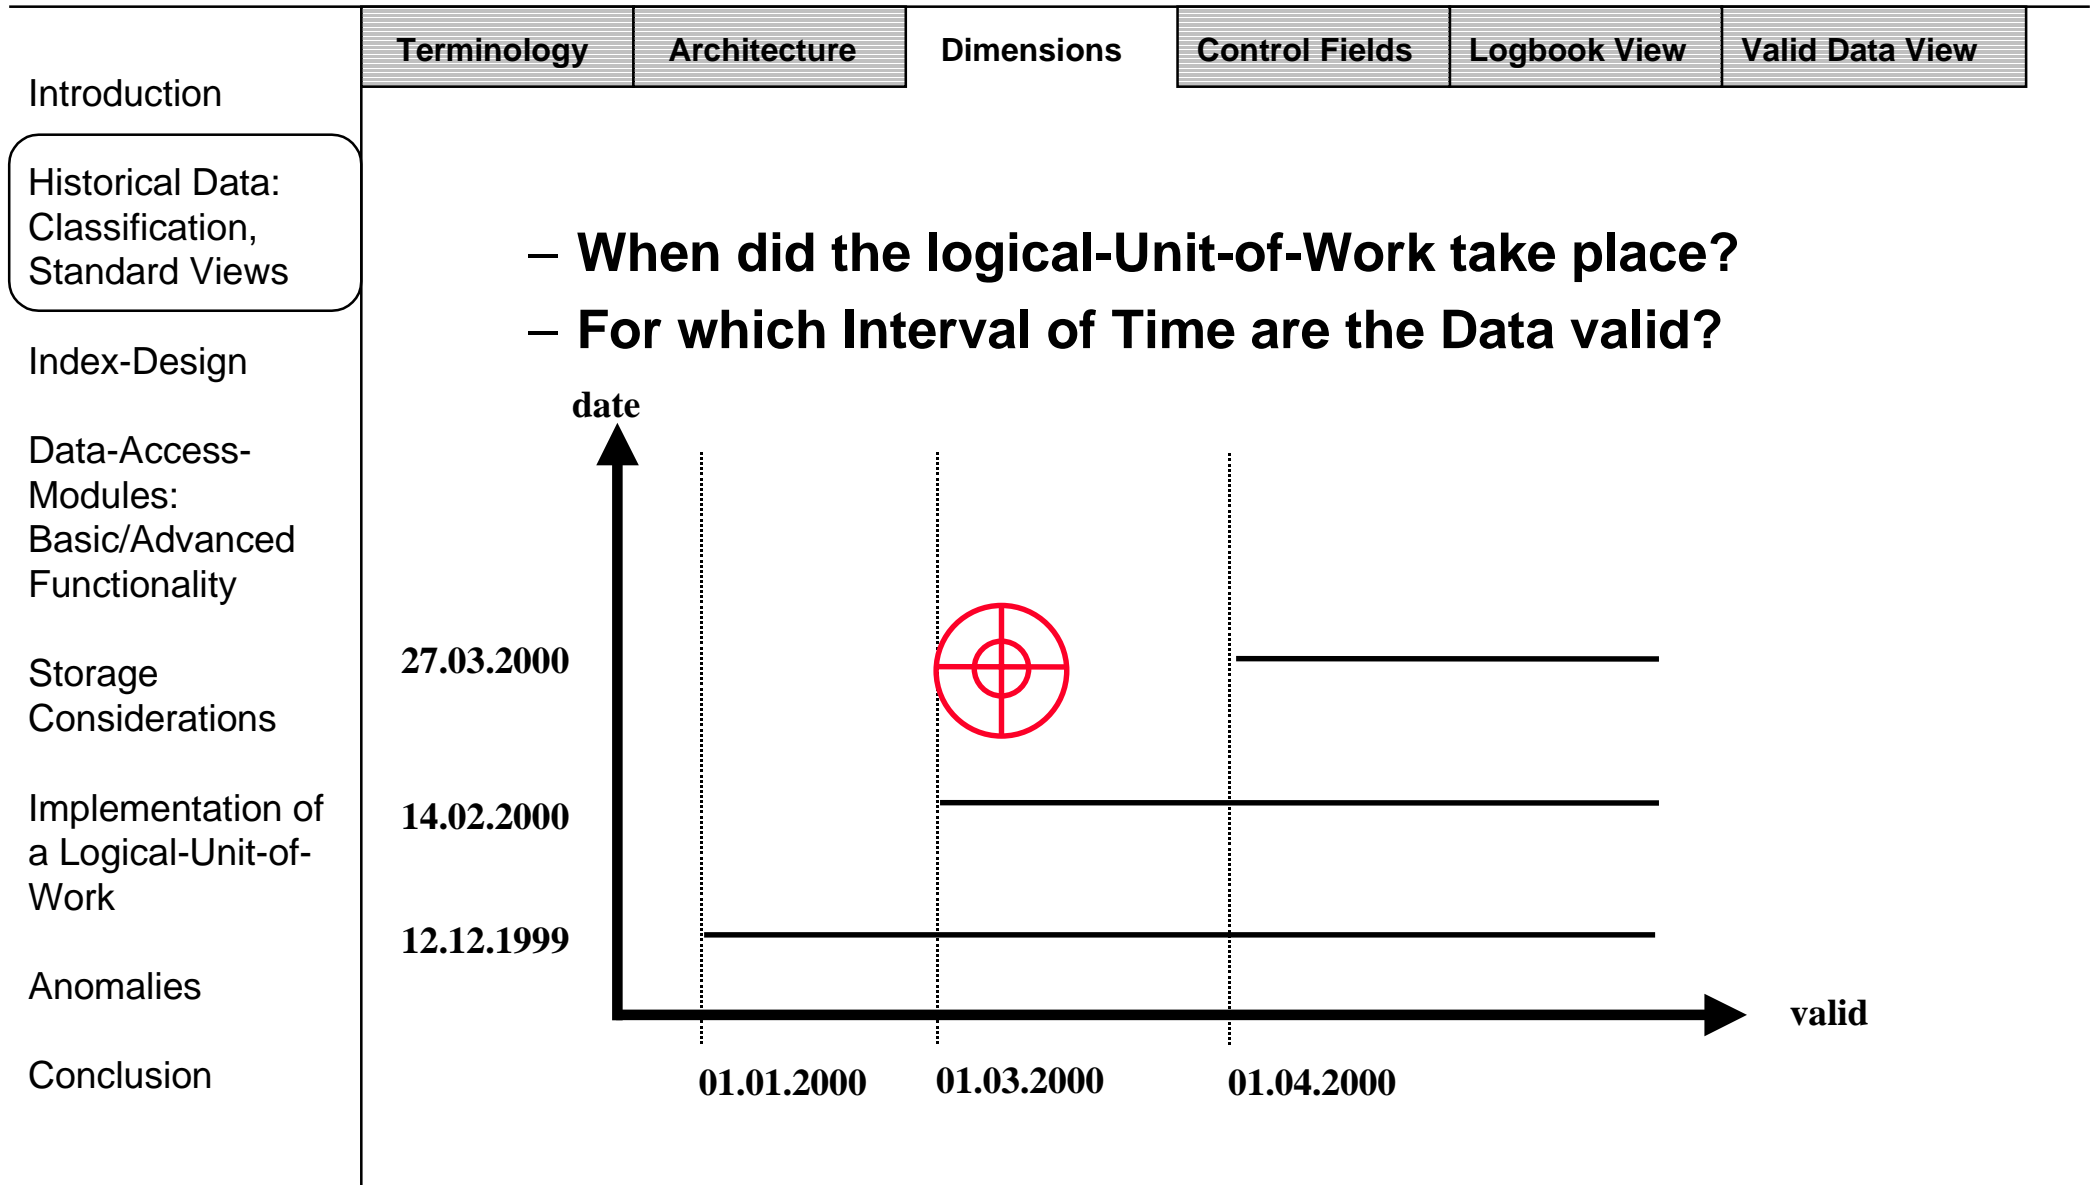 Terminology
Architecture
Dimensions
Control Fields
Logbook View
Valid Data View
Introduction
Historical Data:
Classification,
Standard Views
Index-Design
Data-Access-
Modules:
Basic/Advanced
Functionality
Storage
Considerations
Implementation of
a Logical-Unit-of-
Work
Anomalies
Conclusion
– When did the logical-Unit-of-Work take place?
– For which Interval of Time are the Data valid?
date
27.03.2000
14.02.2000
12.12.1999
valid
01.01.2000
01.03.2000
01.04.2000